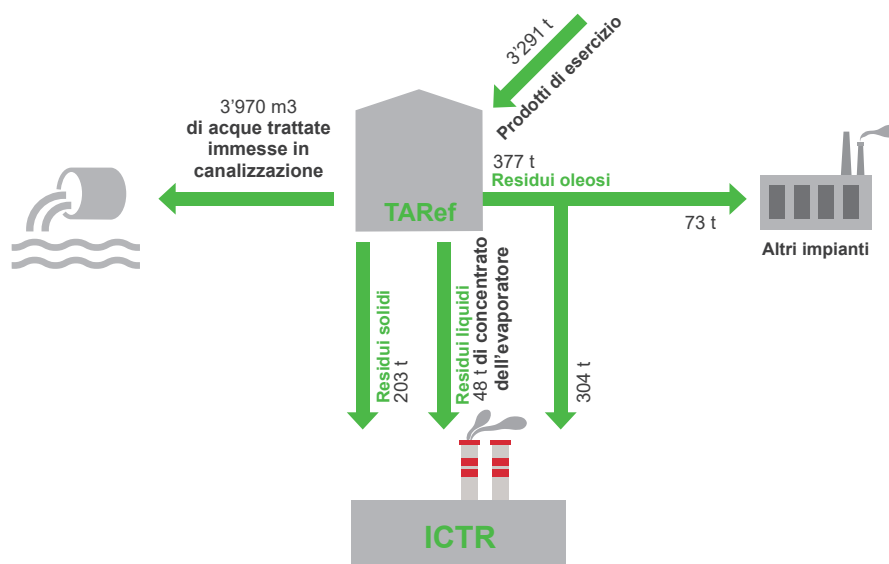 3'291 t
Prodotti di esercizio
3'970 m3
di acque trattate
immesse in
canalizzazione
377 t
Residui oleosi
TARef
73 t
Altri impianti
Residui solidi
203 t
Residui liquidi
48 t di concentrato
dell'evaporatore
304 t
ICTR